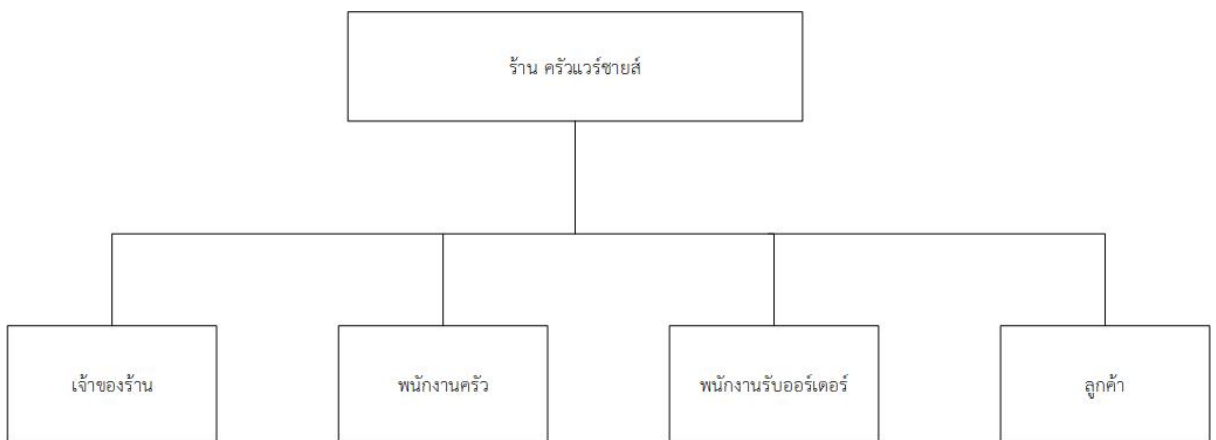 ร้าน ครัวแวร์ซายส์
เจ้าของร้าน
พนักงานครัว
พนักงานรับออร์เดอร์
ลูกค้า